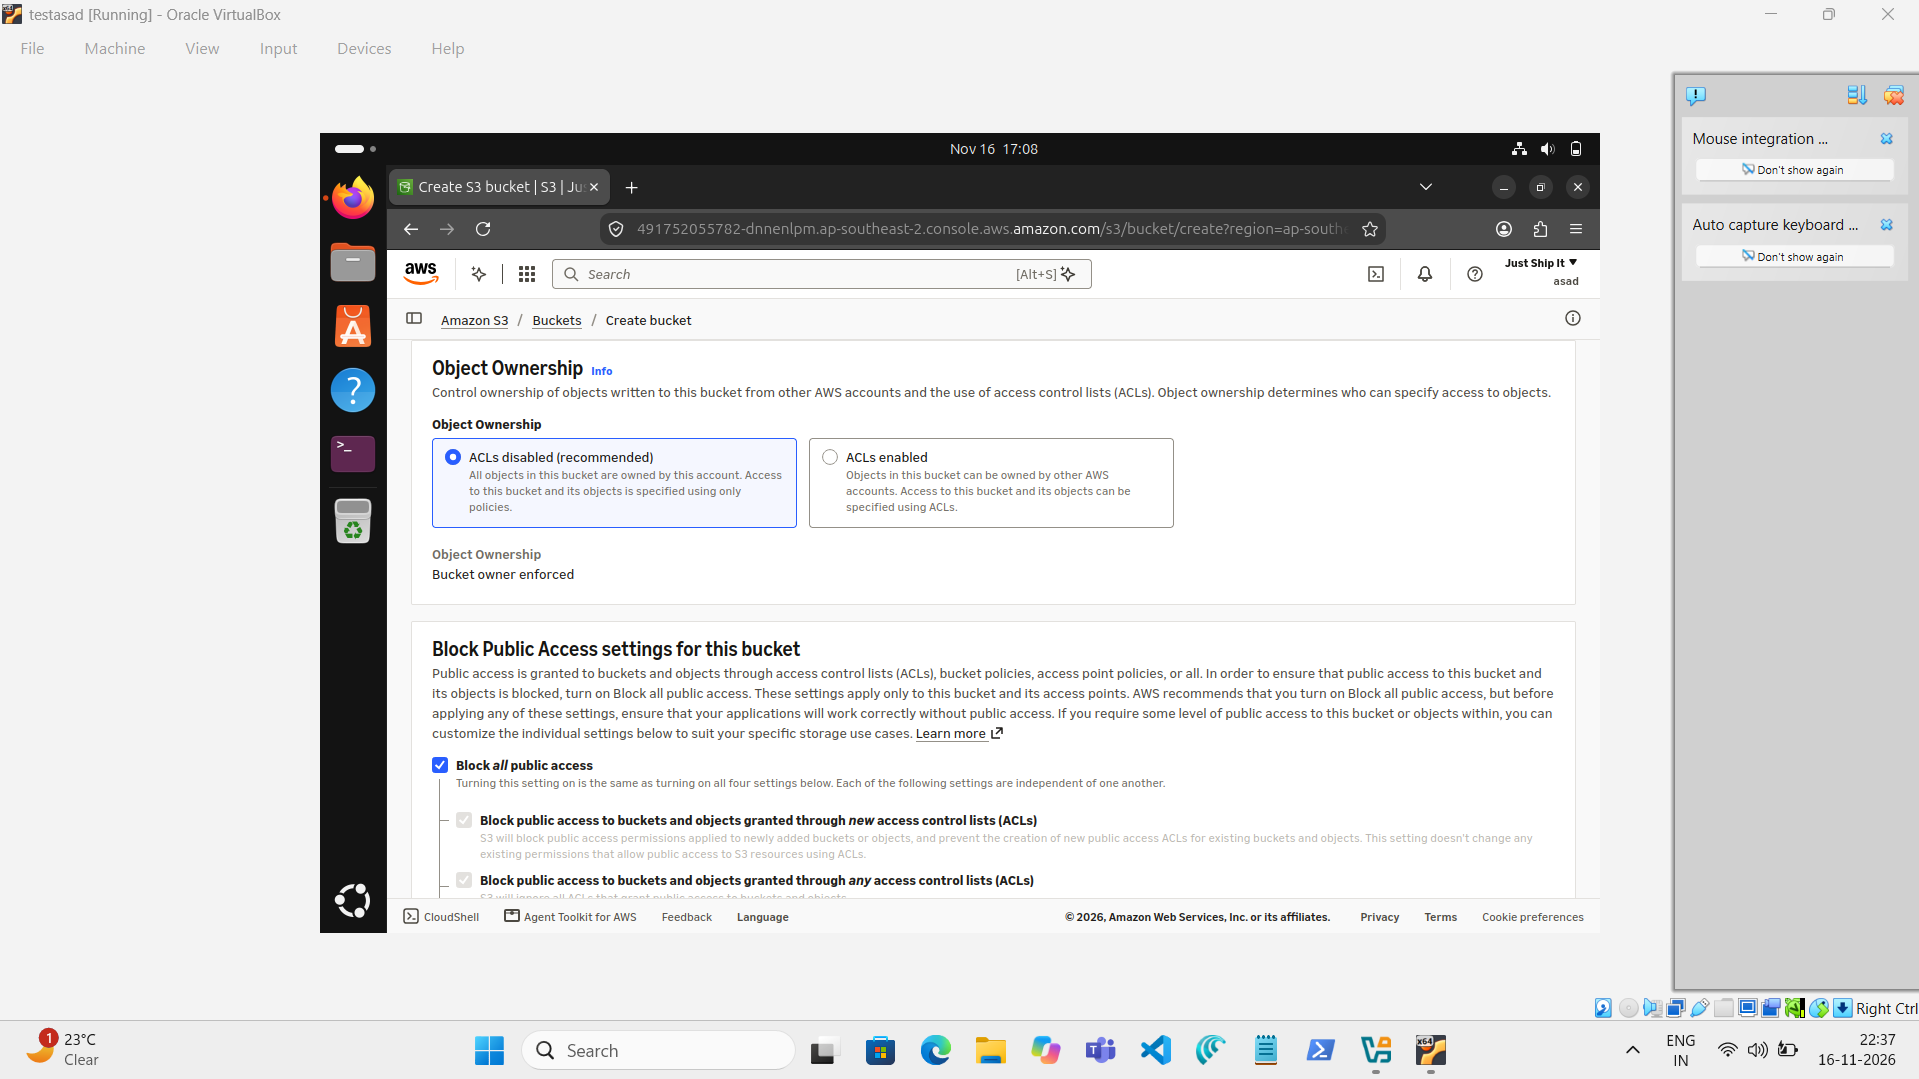 testasad [Running] - Oracle VirtualBox
File Machine View Input Devices Help
Mouse integration ...
Don't show again
Auto capture keyboard ...
Don't show again
Nov 16 17:08
Create S3 bucket | S3 | Ju
491752055782-dnnenlpm.ap-southeast-2.console.aws.amazon.com/s3/bucket/create?region=ap-south
aws
Search [Alt+S]
Just Ship It
asad
Amazon S3 / Buckets / Create bucket
Object Ownership Info
Control ownership of objects written to this bucket from other AWS accounts and the use of access control lists (ACLs). Object ownership determines who can specify access to objects.
Object Ownership
ACLs disabled (recommended)
All objects in this bucket are owned by this account. Access
to this bucket and its objects is specified using only
policies.
ACLs enabled
Objects in this bucket can be owned by other AWS
accounts. Access to this bucket and its objects can be
specified using ACLs.
Object Ownership
Bucket owner enforced
Block Public Access settings for this bucket
Public access is granted to buckets and objects through access control lists (ACLs), bucket policies, access point policies, or all. In order to ensure that public access to this bucket and
its objects is blocked, turn on Block all public access. These settings apply only to this bucket and its access points. AWS recommends that you turn on Block all public access, but before
applying any of these settings, ensure that your applications will work correctly without public access. If you require some level of public access to this bucket or objects within, you can
customize the individual settings below to suit your specific storage use cases. Learn more
Block all public access
Turning this setting on is the same as turning on all four settings below. Each of the following settings are independent of one another.
Block public access to buckets and objects granted through new access control lists (ACLs)
S3 will block public access permissions applied to newly added buckets or objects, and prevent the creation of new public access ACLs for existing buckets and objects. This setting doesn't change any
existing permissions that allow public access to S3 resources using ACLs.
Block public access to buckets and objects granted through any access control lists (ACLs)
S3 will ignore all ACLs that grant public access to buckets and objects.
CloudShell Agent Toolkit for AWS Feedback Language © 2026, Amazon Web Services, Inc. or its affiliates. Privacy Terms Cookie preferences
Right Ctrl
1
23°C
Clear
Search
ENG
IN
22:37
16-11-2026